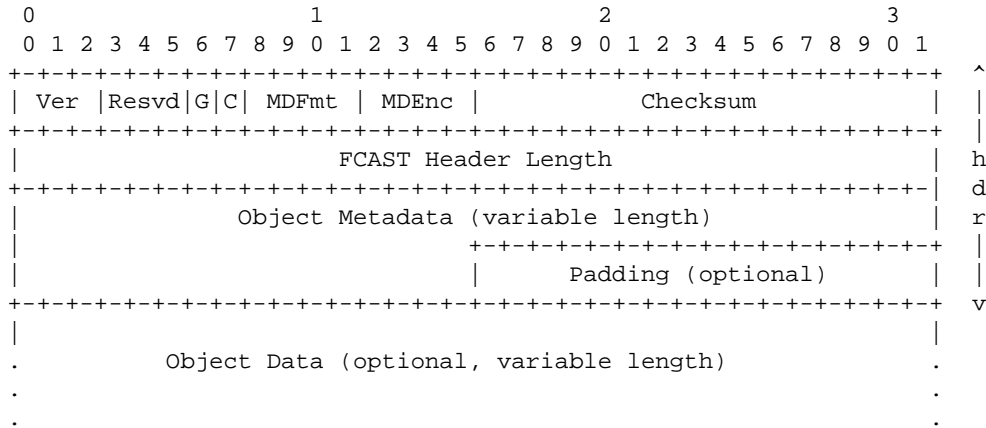 0                   1                   2                   3
 0 1 2 3 4 5 6 7 8 9 0 1 2 3 4 5 6 7 8 9 0 1 2 3 4 5 6 7 8 9 0 1
+-+-+-+-+-+-+-+-+-+-+-+-+-+-+-+-+-+-+-+-+-+-+-+-+-+-+-+-+-+-+-+-+  ^
| Ver |Resvd|G|C| MDFmt | MDEnc |           Checksum            |  |
+-+-+-+-+-+-+-+-+-+-+-+-+-+-+-+-+-+-+-+-+-+-+-+-+-+-+-+-+-+-+-+-+  |
|                      FCAST Header Length                      |  h
+-+-+-+-+-+-+-+-+-+-+-+-+-+-+-+-+-+-+-+-+-+-+-+-+-+-+-+-+-+-+-+-|  d
|               Object Metadata (variable length)               |  r
|                               +-+-+-+-+-+-+-+-+-+-+-+-+-+-+-+-+  |
|                               |      Padding (optional)       |  |
+-+-+-+-+-+-+-+-+-+-+-+-+-+-+-+-+-+-+-+-+-+-+-+-+-+-+-+-+-+-+-+-+  v
|                                                               |
.          Object Data (optional, variable length)              .
.                                                               .
.                                                               .